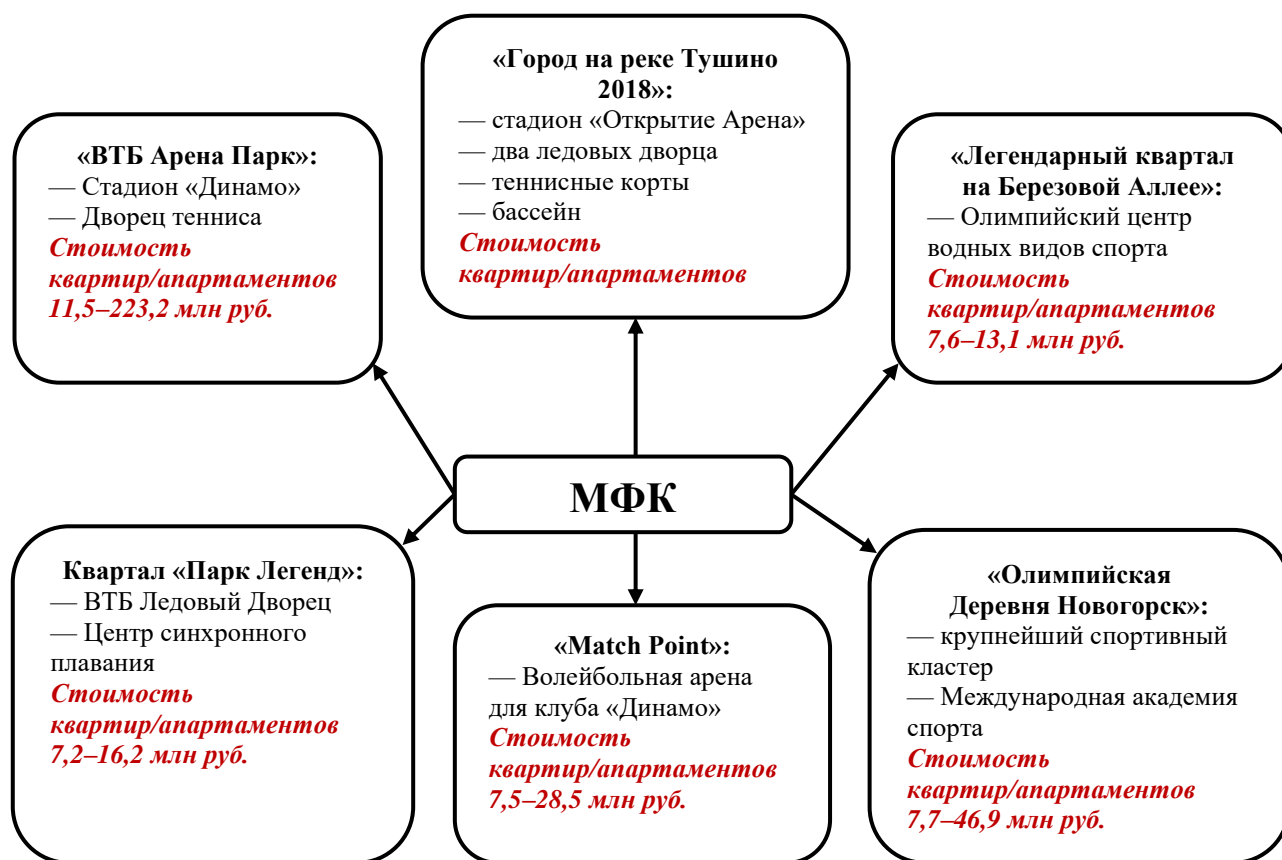 «Город на реке Тушино
2018»:
— стадион «Открытие Арена»
— два ледовых дворца
— теннисные корты
— бассейн
Стоимость
квартир/апартаментов
«ВТБ Арена Парк»:
— Стадион «Динамо»
— Дворец тенниса
Стоимость
квартир/апартаментов
11,5–223,2 млн руб.
«Легендарный квартал
на Березовой Аллее»:
— Олимпийский центр
водных видов спорта
Стоимость
квартир/апартаментов
7,6–13,1 млн руб.
МФК
Квартал «Парк Легенд»:
— ВТБ Ледовый Дворец
— Центр синхронного
плавания
Стоимость
квартир/апартаментов
7,2–16,2 млн руб.
«Match Point»:
— Волейбольная арена
для клуба «Динамо»
Стоимость
квартир/апартаментов
7,5–28,5 млн руб.
«Олимпийская
Деревня Новогорск»:
— крупнейший спортивный
кластер
— Международная академия
спорта
Стоимость
квартир/апартаментов
7,7–46,9 млн руб.